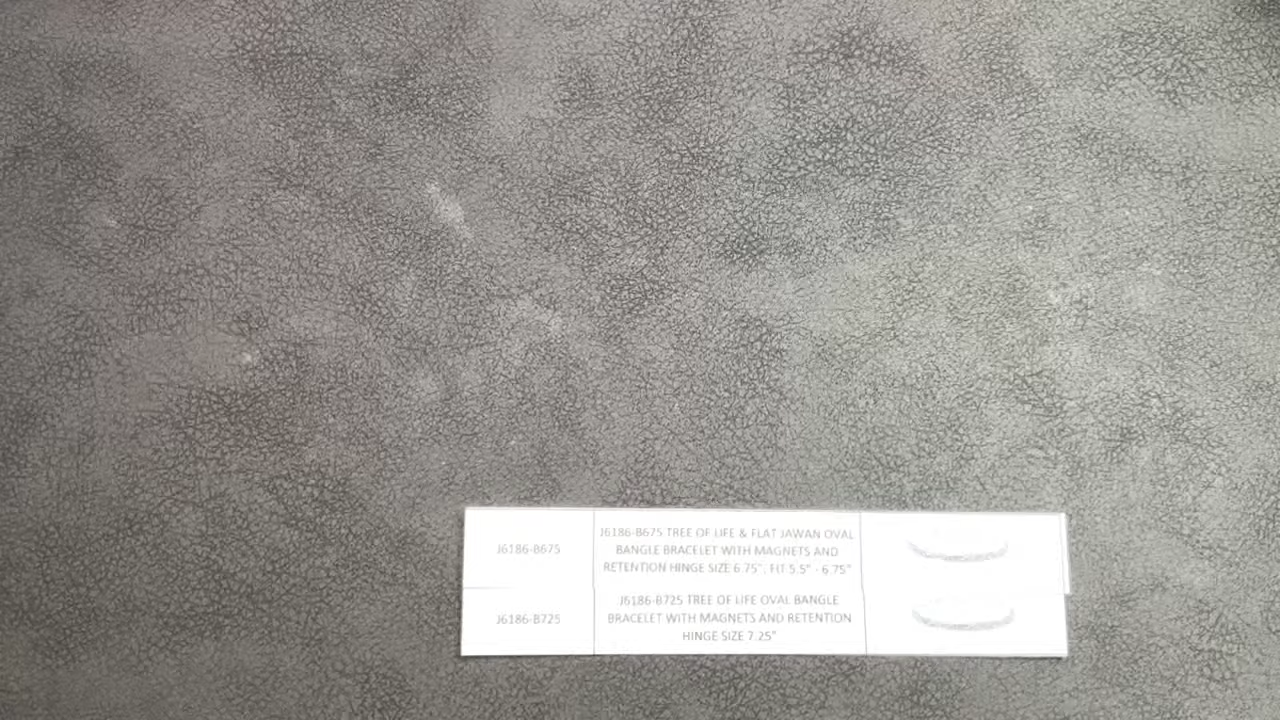 J6186-B675
J6186-B675 TREE OF LIFE & FLAT JAWAN OVAL
BANGLE BRACELET WITH MAGNETS AND
RETENTION HINGE SIZE 6.75", FIT 5.5" - 6.75"
J6186-B725
J6186-B725 TREE OF LIFE OVAL BANGLE
BRACELET WITH MAGNETS AND RETENTION
HINGE SIZE 7.25"